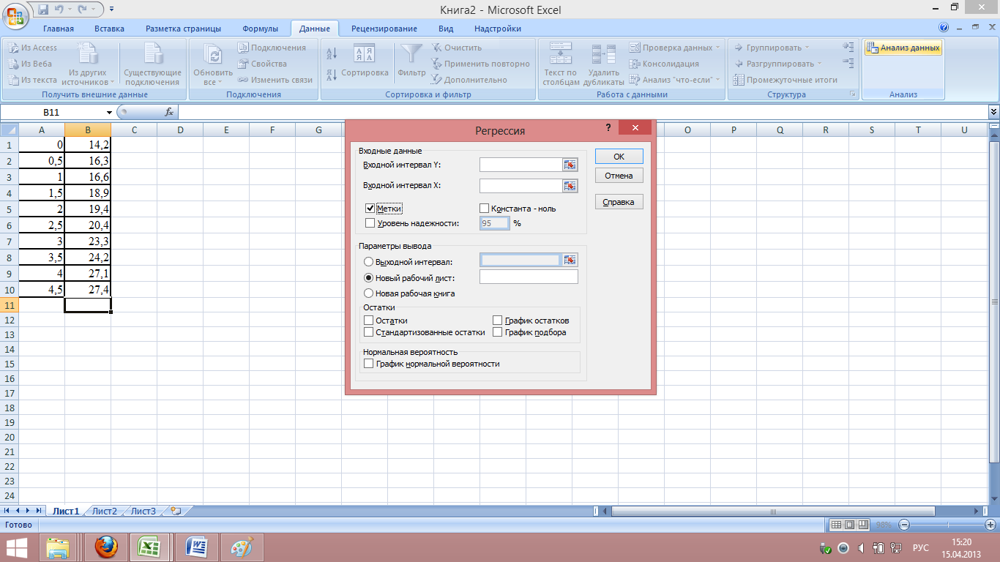 Книга2 - Microsoft Excel
Главная Вставка Разметка страницы Формулы Данные Рецензирование Вид Надстройки
Из Access
Из Веба
Из текста
Из других источников
Существующие подключения
Получить внешние данные
Обновить все
Подключения
Свойства
Изменить связи
Подключения
Сортировка
Фильтр
Очистить
Применить повторно
Дополнительно
Сортировка и фильтр
Текст по столбцам
Удалить дубликаты
Проверка данных
Консолидация
Анализ "что-если"
Работа с данными
Группировать
Разгруппировать
Промежуточные итоги
Структура
Анализ данных
Анализ
B11 fx
A B C D E F G O P Q R S T U
1 0 14,2
2 0,5 16,3
3 1 16,6
4 1,5 18,9
5 2 19,4
6 2,5 20,4
7 3 23,3
8 3,5 24,2
9 4 27,1
10 4,5 27,4
11
12
13
14
15
16
17
18
19
20
21
22
23
24
Регрессия ?
Входные данные
Входной интервал Y:
Входной интервал X:
Метки Константа - ноль
Уровень надежности: 95 %
OK
Отмена
Справка
Параметры вывода
Выходной интервал:
Новый рабочий лист:
Новая рабочая книга
Остатки
Остатки График остатков
Стандартизованные остатки График подбора
Нормальная вероятность
График нормальной вероятности
Лист1 Лист2 Лист3
Готово 98%
РУС 15:20
15.04.2013